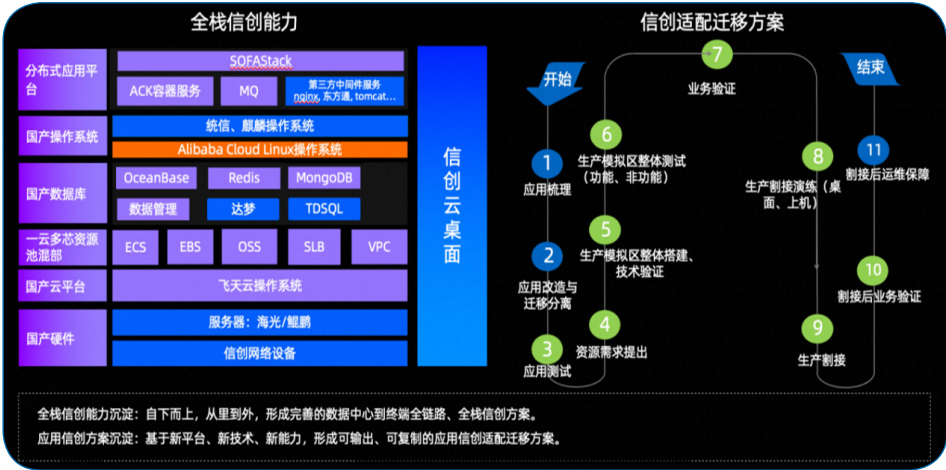 全栈信创能力
分布式应用平
台
SOFAStack
ACK容器服务
MQ
第三方中间件服务
nginx, 东方通, tomcat...
国产操作系统
统信、麒麟操作系统
Alibaba Cloud Linux操作系统
国产数据库
OceanBase
Redis
MongoDB
数据管理
达梦
TDSQL
一云多芯资源
池混部
ECS
EBS
OSS
SLB
VPC
国产云平台
飞天云操作系统
国产硬件
服务器：海光/鲲鹏
信创网络设备
信创云桌面
信创适配迁移方案
开始
1
应用梳理
2
应用改造与
迁移分离
3
应用测试
4
资源需求提出
5
生产模拟区整体搭建、
技术验证
6
生产模拟区整体测试
（功能、非功能）
7
业务验证
8
生产割接演练（桌
面、上机）
9
生产割接
10
割接后业务验证
11
割接后运维保障
结束
全栈信创能力沉淀：自下而上，从里到外，形成完善的数据中心到终端全链路、全栈信创方案。
应用信创方案沉淀：基于新平台、新技术、新能力，形成可输出、可复制的应用信创适配迁移方案。